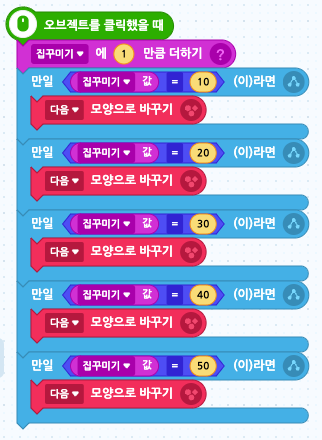 오브젝트를 클릭했을 때
집꾸미기 에 1 만큼 더하기 ?
만일 집꾸미기 값 = 10 (이)라면
다음 모양으로 바꾸기
만일 집꾸미기 값 = 20 (이)라면
다음 모양으로 바꾸기
만일 집꾸미기 값 = 30 (이)라면
다음 모양으로 바꾸기
만일 집꾸미기 값 = 40 (이)라면
다음 모양으로 바꾸기
만일 집꾸미기 값 = 50 (이)라면
다음 모양으로 바꾸기